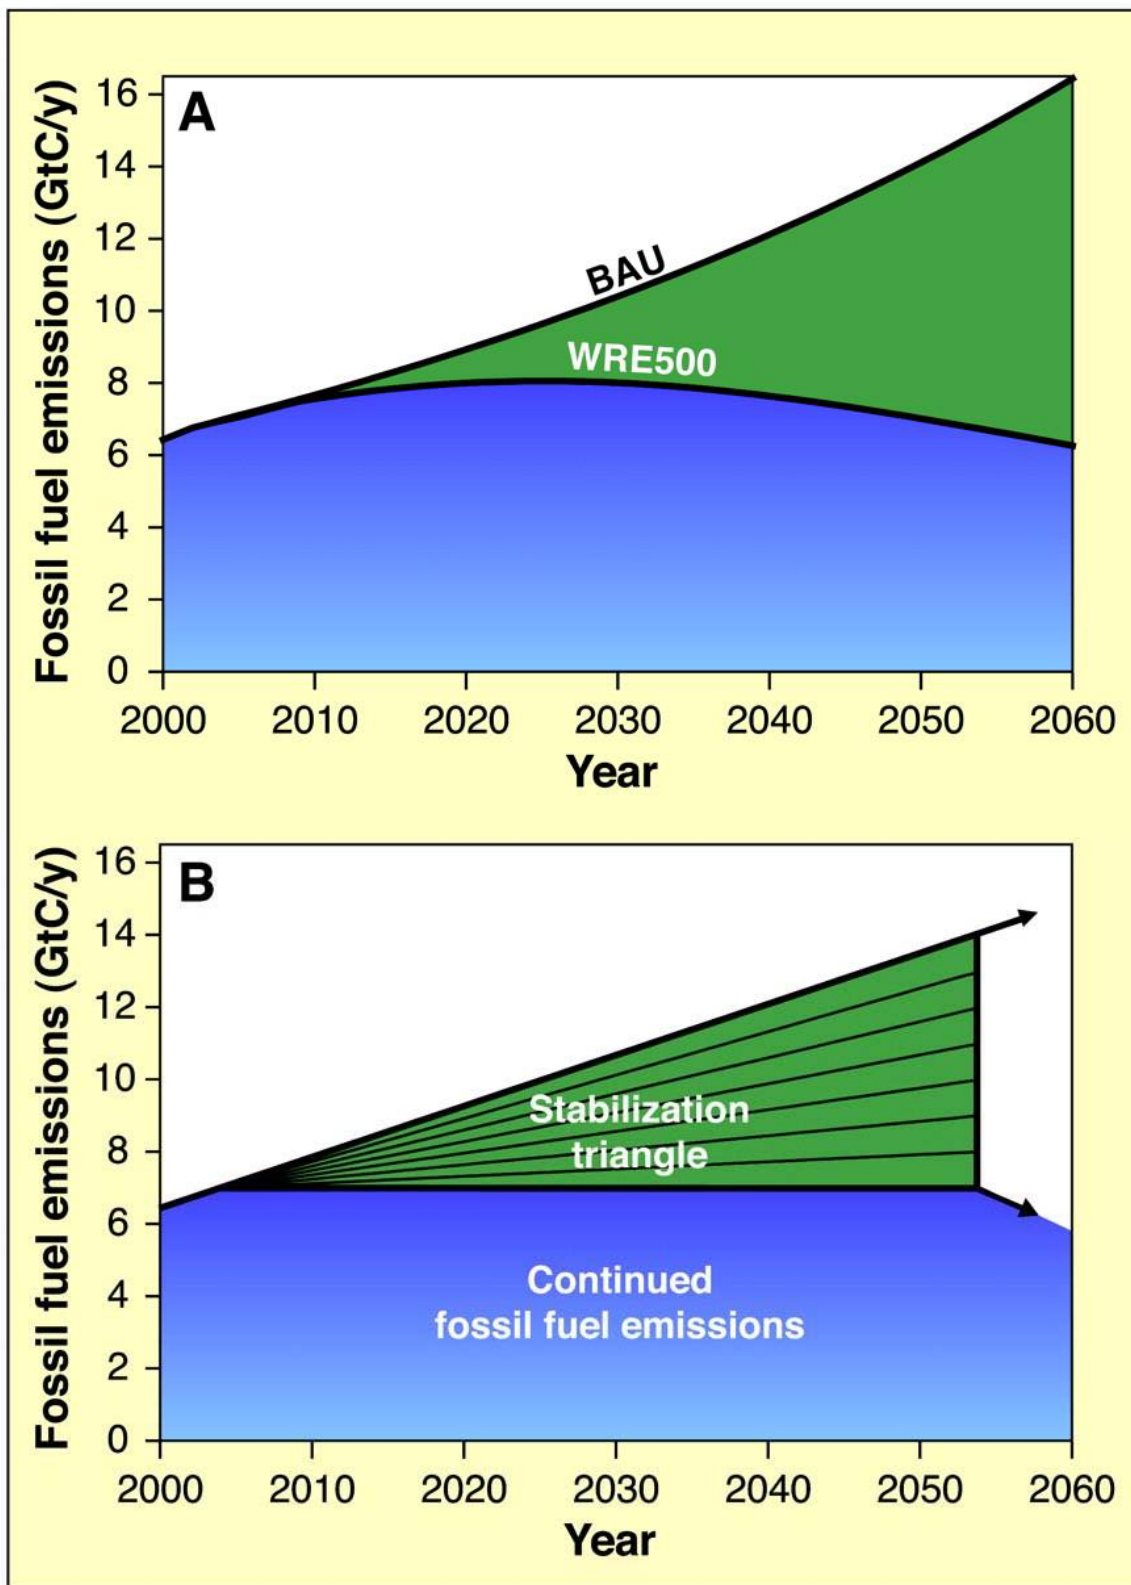 A
Fossil fuel emissions (GtC/y)
16
14
12
10
8
6
4
2
0
BAU
WRE500
2000 2010 2020 2030 2040 2050 2060
Year
B
Fossil fuel emissions (GtC/y)
16
14
12
10
8
6
4
2
0
Stabilization
triangle
Continued
fossil fuel emissions
2000 2010 2020 2030 2040 2050 2060
Year